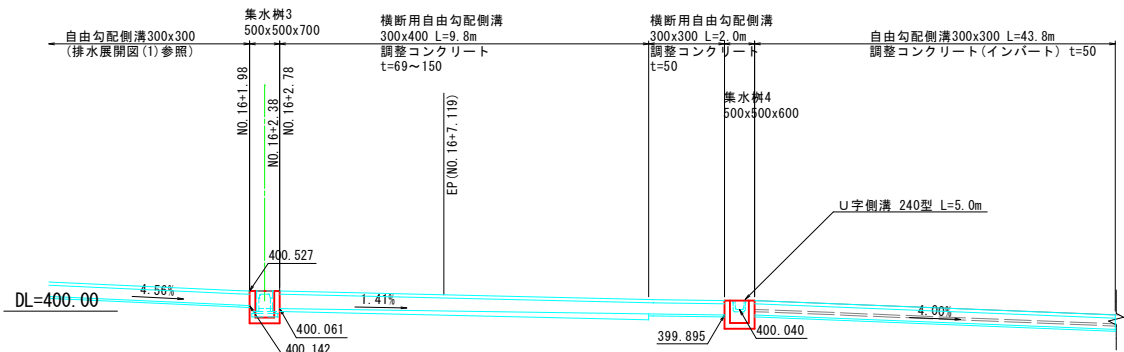 集水桝3
500x500x700
自由勾配側溝300x300
(排水展開図(1)参照)
横断用自由勾配側溝
300x400 L=9.8m
調整コンクリート
t=69～150
横断用自由勾配側溝
300x300 L=2.0m
調整コンクリート
t=50
自由勾配側溝300x300 L=43.8m
調整コンクリート(インバート) t=50
NO.16+1.98
NO.16+2.38
NO.16+2.78
EP(NO.16+7.119)
集水桝4
500x500x600
U字側溝 240型 L=5.0m
400.527
DL=400.00
4.56%
1.41%
4.00%
400.061
400.142
399.895
400.040